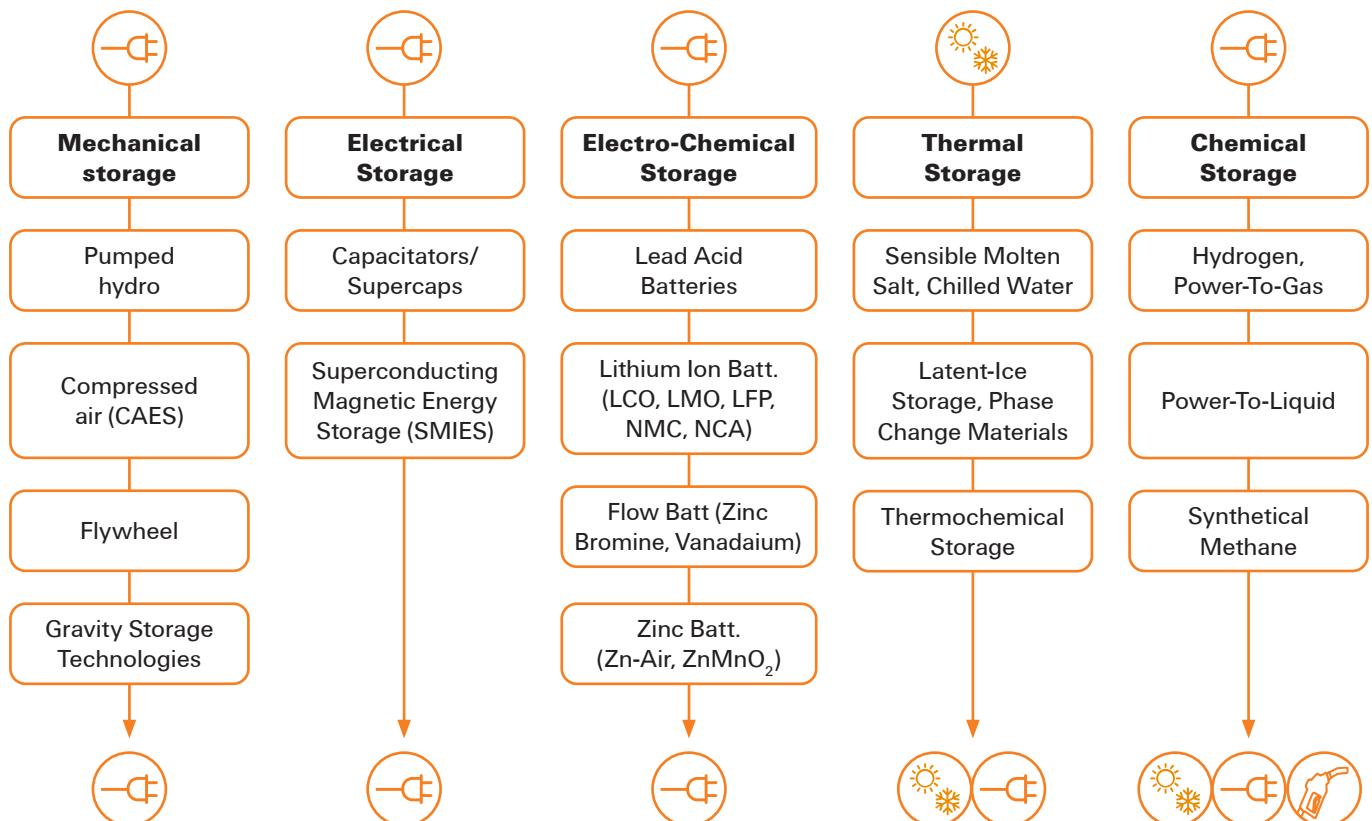 Mechanical
storage
Pumped
hydro
Compressed
air (CAES)
Flywheel
Gravity Storage
Technologies
Electrical
Storage
Capacitators/
Supercaps
Superconducting
Magnetic Energy
Storage (SMIES)
Electro-Chemical
Storage
Lead Acid
Batteries
Lithium Ion Batt.
(LCO, LMO, LFP,
NMC, NCA)
Flow Batt (Zinc
Bromine, Vanadaium)
Zinc Batt.
(Zn-Air, ZnMnO₂)
Thermal
Storage
Sensible Molten
Salt, Chilled Water
Latent-Ice
Storage, Phase
Change Materials
Thermochemical
Storage
Chemical
Storage
Hydrogen,
Power-To-Gas
Power-To-Liquid
Synthetical
Methane